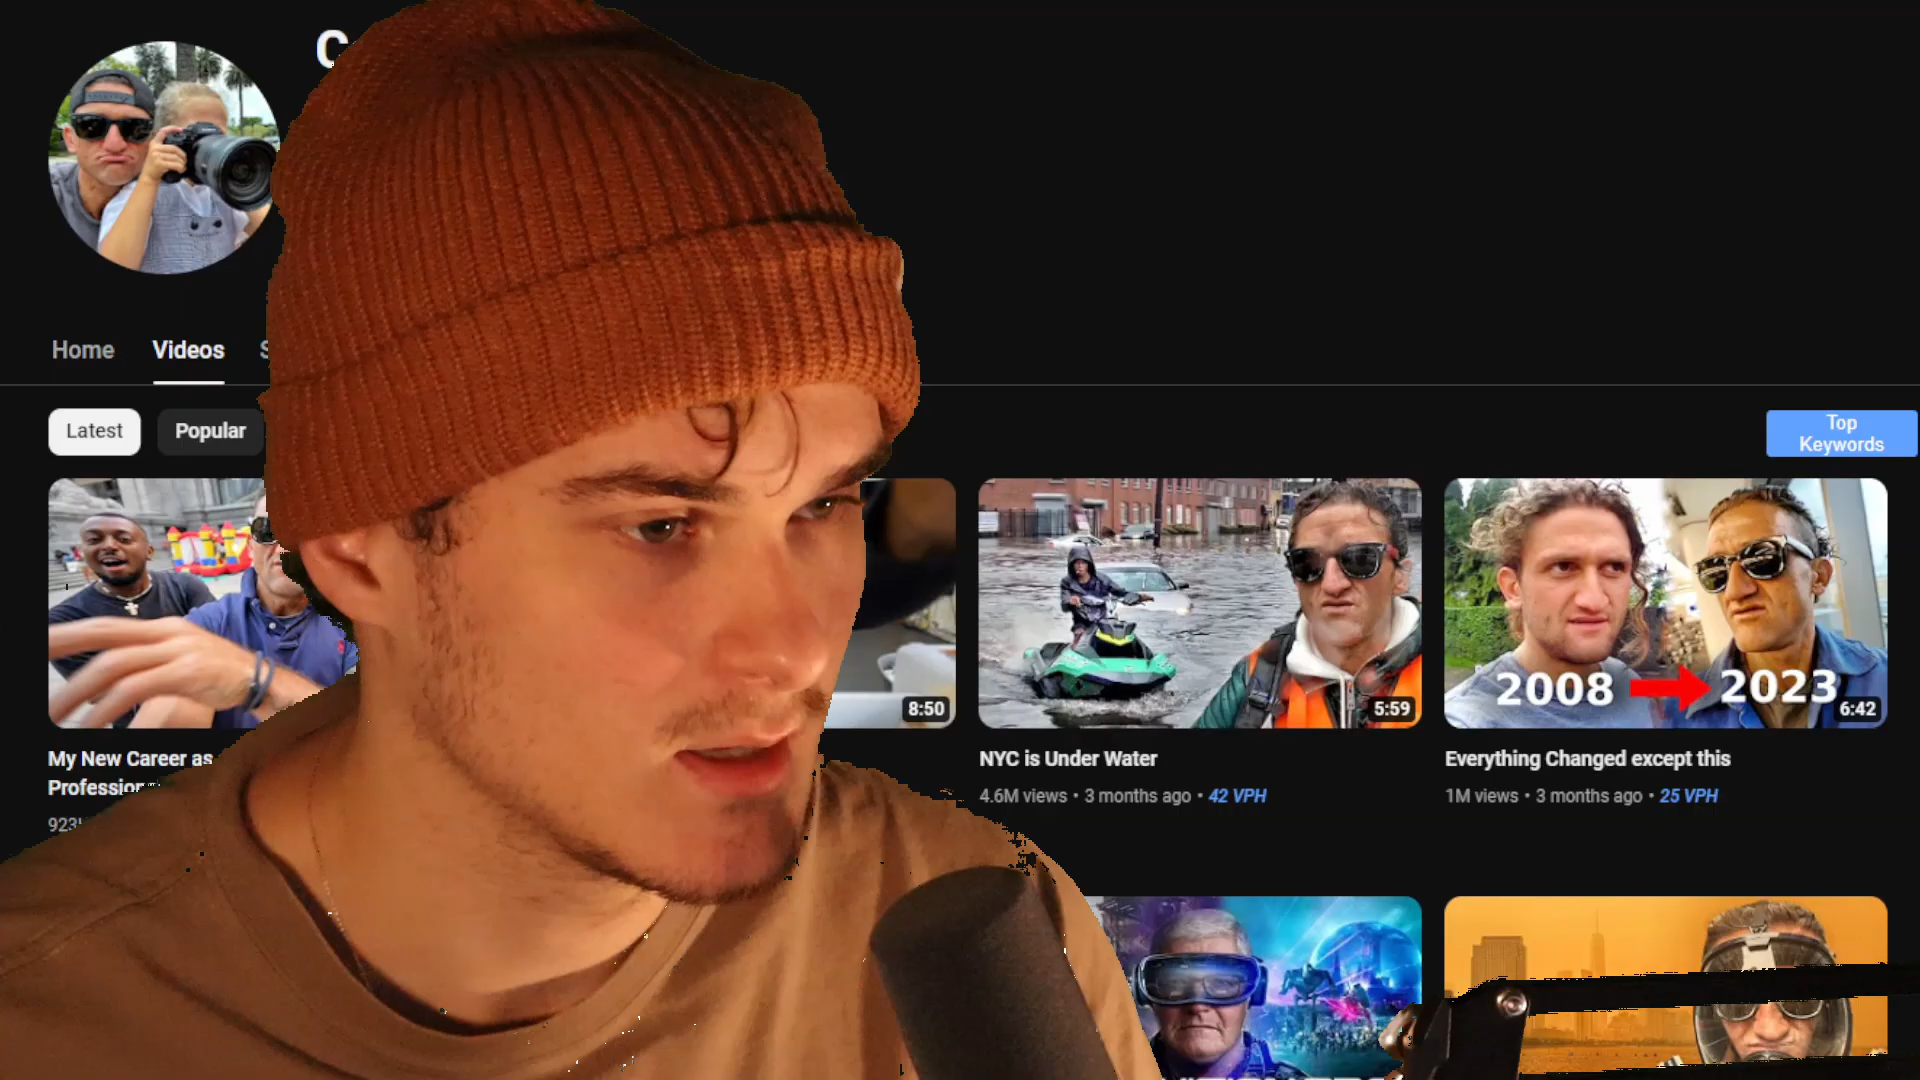 C
Home
Videos
S
Latest
Popular
Top
Keywords
8:50
5:59
2008
2023
6:42
My New Career as
NYC is Under Water
Everything Changed except this
4.6M views • 3 months ago • 42 VPH
1M views • 3 months ago • 25 VPH
923